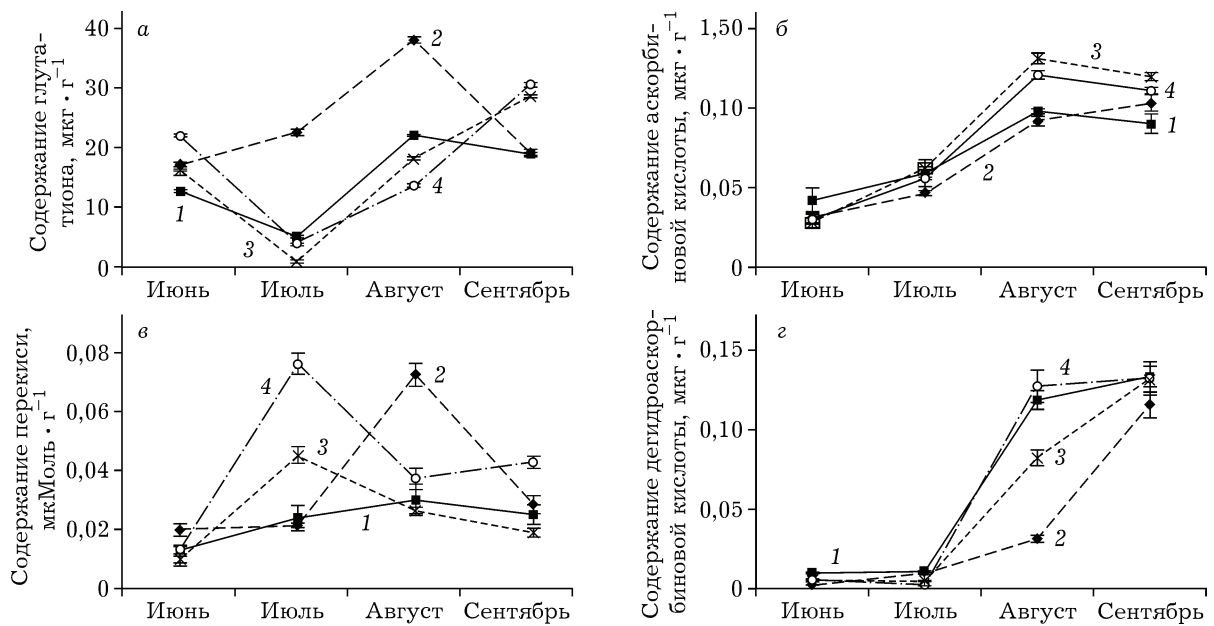 а
Содержание глута-
тиона, мкг · г⁻¹
40
30
20
10
0
1
2
3
4
Июнь Июль Август Сентябрь
б
Содержание аскорби-
новой кислоты, мкг · г⁻¹
1,50
0,10
0,05
0
3
4
1
2
Июнь Июль Август Сентябрь
в
Содержание перекиси,
мкМоль · г⁻¹
0,08
0,06
0,04
0,02
0
4
2
3
1
Июнь Июль Август Сентябрь
г
Содержание дегидроаскор-
биновой кислоты, мкг · г⁻¹
0,15
0,10
0,05
0
4
3
2
1
Июнь Июль Август Сентябрь